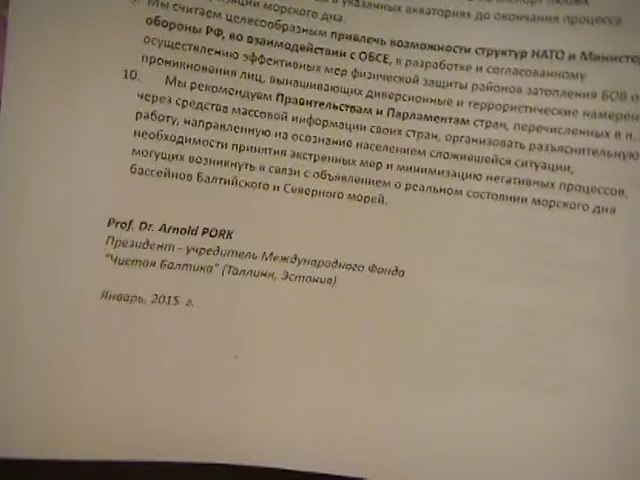 в указанных акваториях до окончания процесса
морского дна.
9. Мы считаем целесообразным привлечь возможности структур НАТО и Министе
обороны РФ, во взаимодействии с ОБСЕ, в разработке и согласованному
осуществлению эффективных мер физической защиты районов затопления БОВ о
проникновения лиц, вынашивающих диверсионные и террористические намерен
10. Мы рекомендуем Правительствам и Парламентам стран, перечисленных в п.
через средства массовой информации своих стран, организовать разъяснительную
работу, направленную на осознание населением сложившейся ситуации,
необходимости принятия экстренных мер и минимизацию негативных процессов,
могущих возникнуть в связи с объявлением о реальном состоянии морского дна
бассейнов Балтийского и Северного морей.
Prof. Dr. Arnold PORK
Президент - учредитель Международного Фонда
"Чистая Балтика" (Таллинн, Эстония)
Январь, 2015 г.